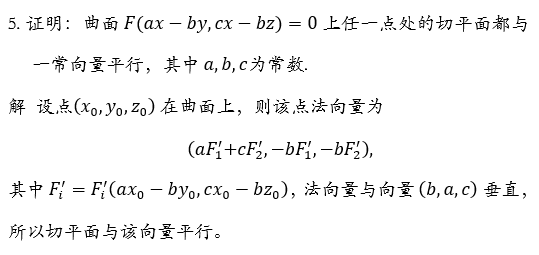 5. 证明：曲面 F(ax − by, cx − bz) = 0 上任一点处的切平面都与
一常向量平行，其中 a, b, c为常数.
解 设点(x₀, y₀, z₀) 在曲面上，则该点法向量为
(aF₁′+cF₂′, −bF₁′, −bF₂′),
其中 Fᵢ′ = Fᵢ′(ax₀ − by₀, cx₀ − bz₀)，法向量与向量 (b, a, c) 垂直，
所以切平面与该向量平行。